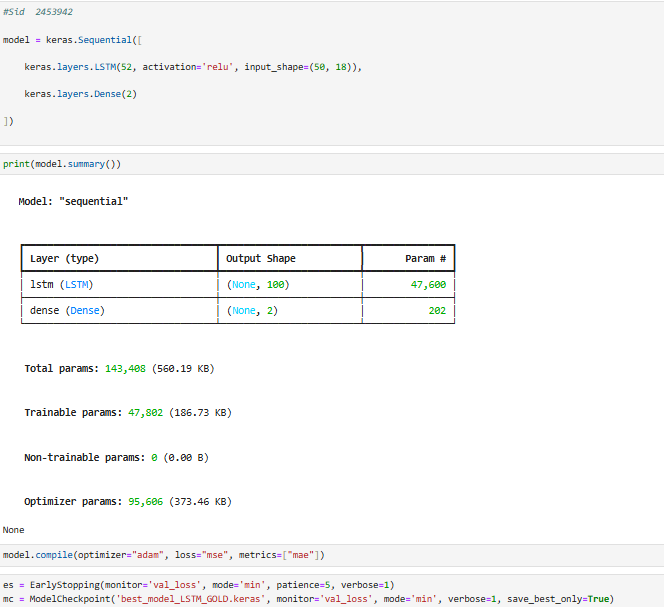 #Sid  2453942
model = keras.Sequential([
    keras.layers.LSTM(52, activation='relu', input_shape=(50, 18)),
    keras.layers.Dense(2)
])
print(model.summary())
Model: "sequential"
Layer (type) Output Shape Param #
lstm (LSTM) (None, 100) 47,600
dense (Dense) (None, 2) 202
Total params: 143,408 (560.19 KB)
Trainable params: 47,802 (186.73 KB)
Non-trainable params: 0 (0.00 B)
Optimizer params: 95,606 (373.46 KB)
None
model.compile(optimizer="adam", loss="mse", metrics=["mae"])
es = EarlyStopping(monitor='val_loss', mode='min', patience=5, verbose=1)
mc = ModelCheckpoint('best_model_LSTM_GOLD.keras', monitor='val_loss', mode='min', verbose=1, save_best_only=True)